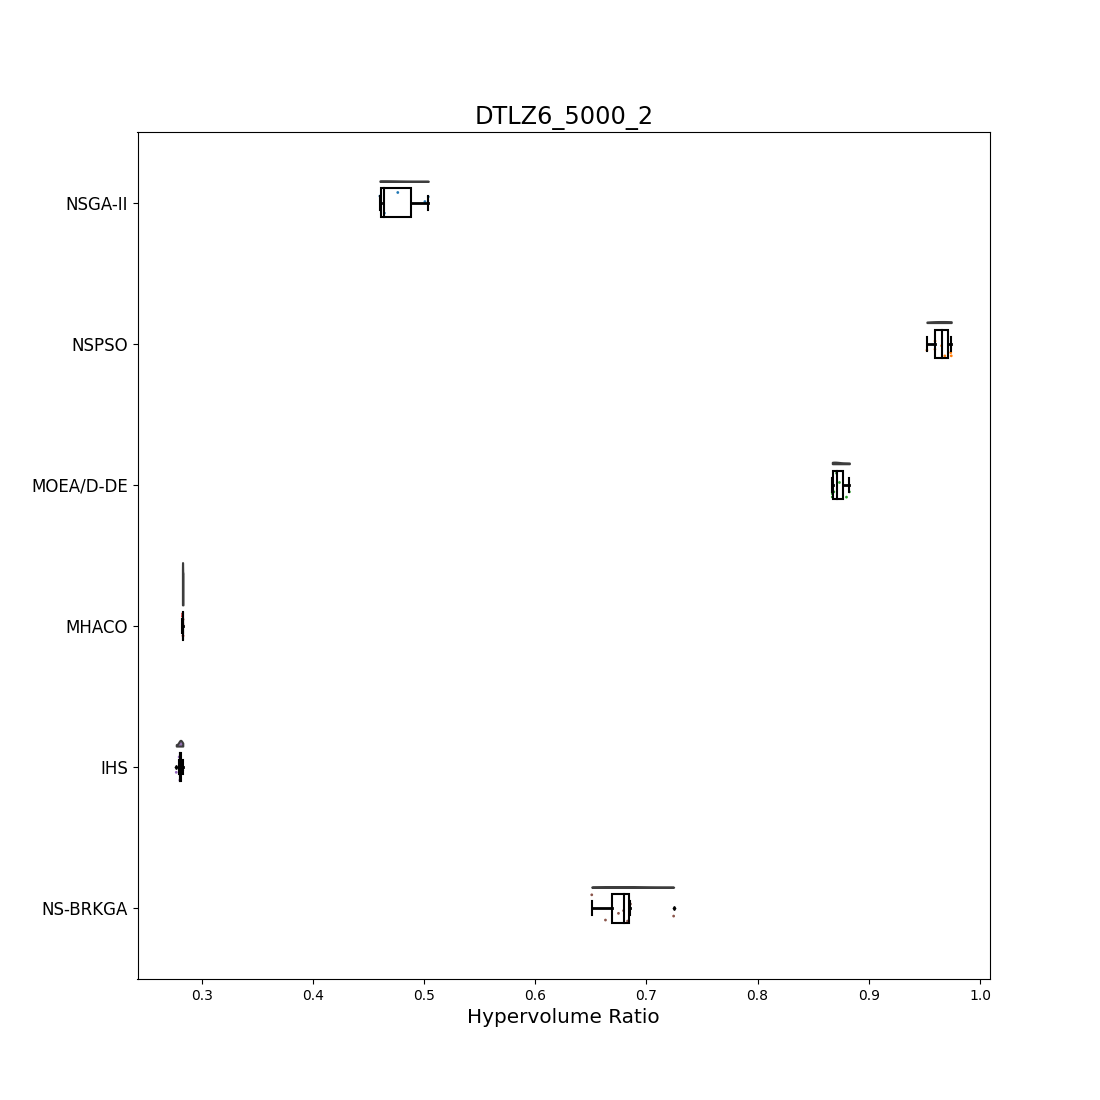 DTLZ6_5000_2
NSGA-II
NSPSO
MOEA/D-DE
MHACO
IHS
NS-BRKGA
0.3 0.4 0.5 0.6 0.7 0.8 0.9 1.0
Hypervolume Ratio